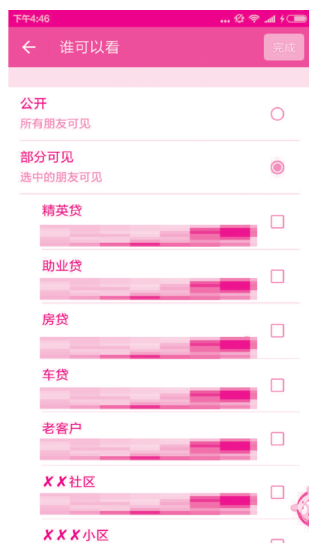 下午4:46
谁可以看
完成
公开
所有朋友可见
部分可见
选中的朋友可见
精英贷
助业贷
房贷
车贷
老客户
✗✗社区
✗✗✗小区